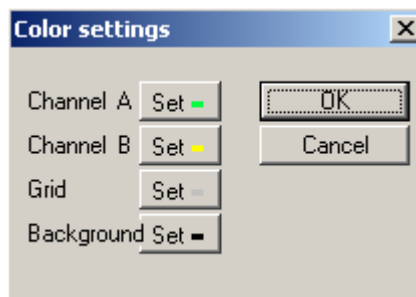 Color settings
Channel A Set OK
Channel B Set Cancel
Grid Set
Background Set